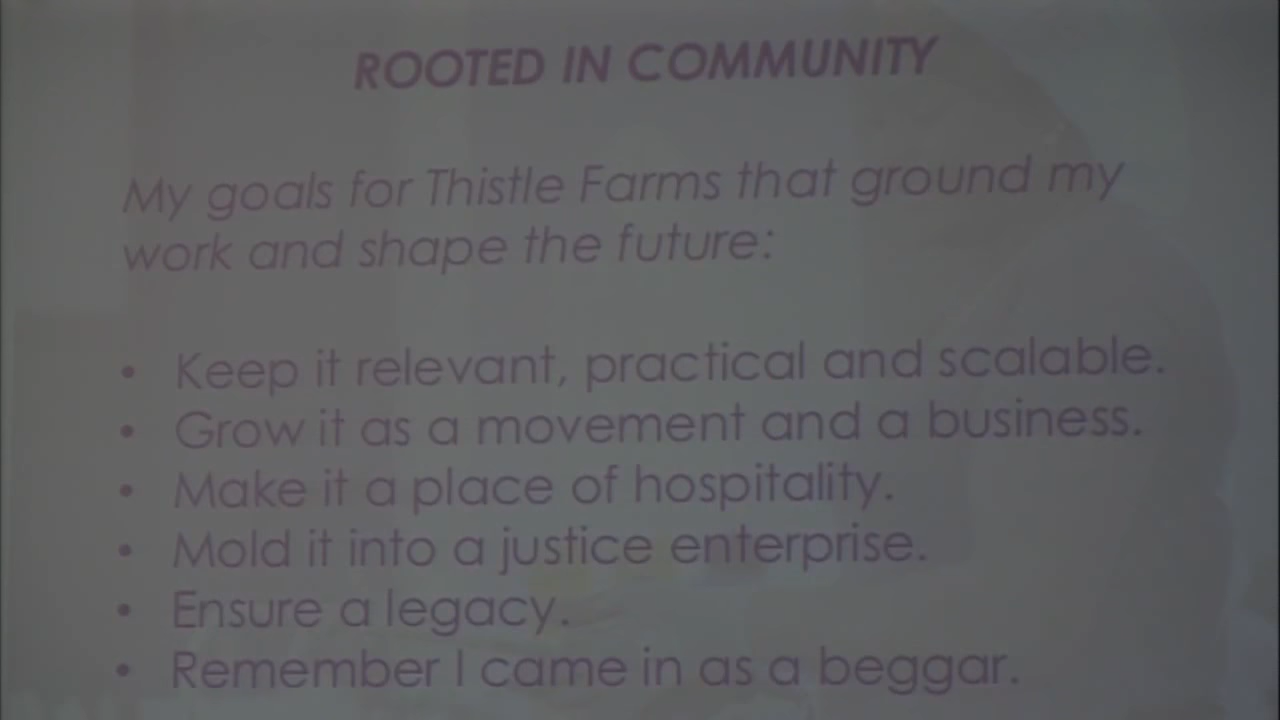 ROOTED IN COMMUNITY
My goals for Thistle Farms that ground my
work and shape the future:
• Keep it relevant, practical and scalable.
• Grow it as a movement and a business.
• Make it a place of hospitality.
• Mold it into a justice enterprise.
• Ensure a legacy.
• Remember I came in as a beggar.